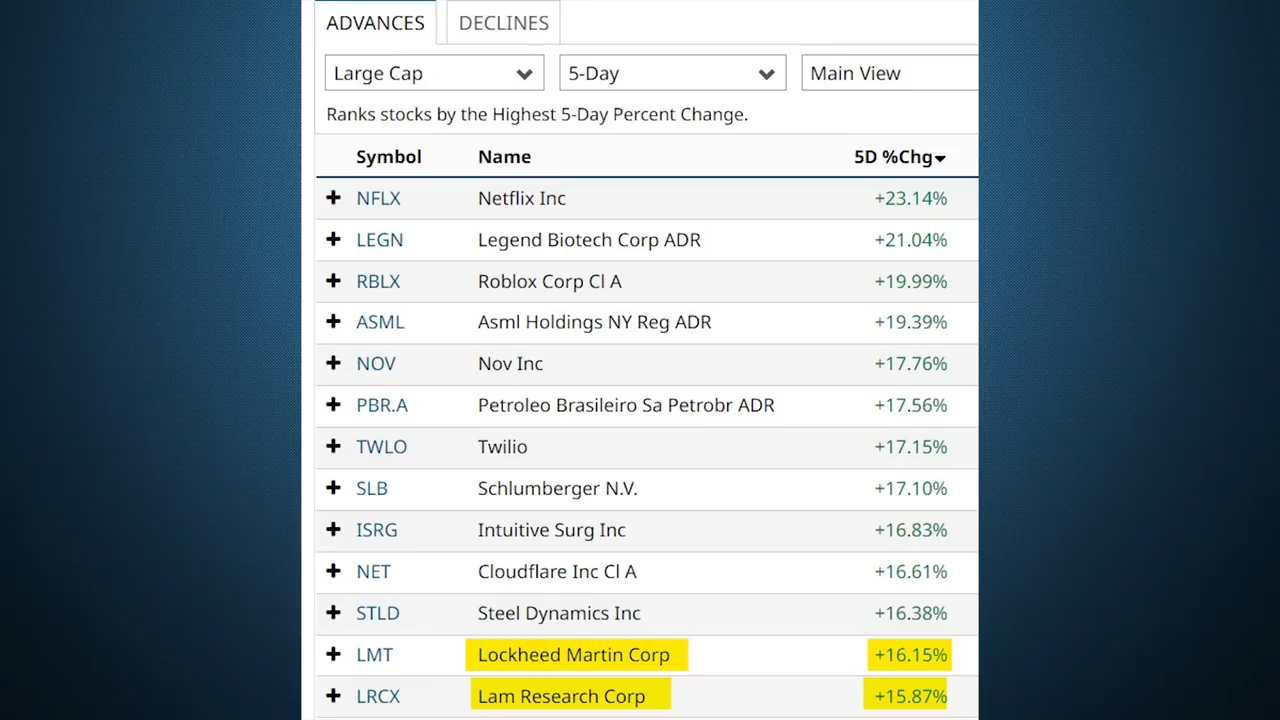 ADVANCES DECLINES
Large Cap 5-Day Main View
Ranks stocks by the Highest 5-Day Percent Change.
Symbol Name 5D %Chg
NFLX Netflix Inc +23.14%
LEGN Legend Biotech Corp ADR +21.04%
RBLX Roblox Corp Cl A +19.99%
ASML Asml Holdings NY Reg ADR +19.39%
NOV Nov Inc +17.76%
PBR.A Petroleo Brasileiro Sa Petrobr ADR +17.56%
TWLO Twilio +17.15%
SLB Schlumberger N.V. +17.10%
ISRG Intuitive Surg Inc +16.83%
NET Cloudflare Inc Cl A +16.61%
STLD Steel Dynamics Inc +16.38%
LMT Lockheed Martin Corp +16.15%
LRCX Lam Research Corp +15.87%